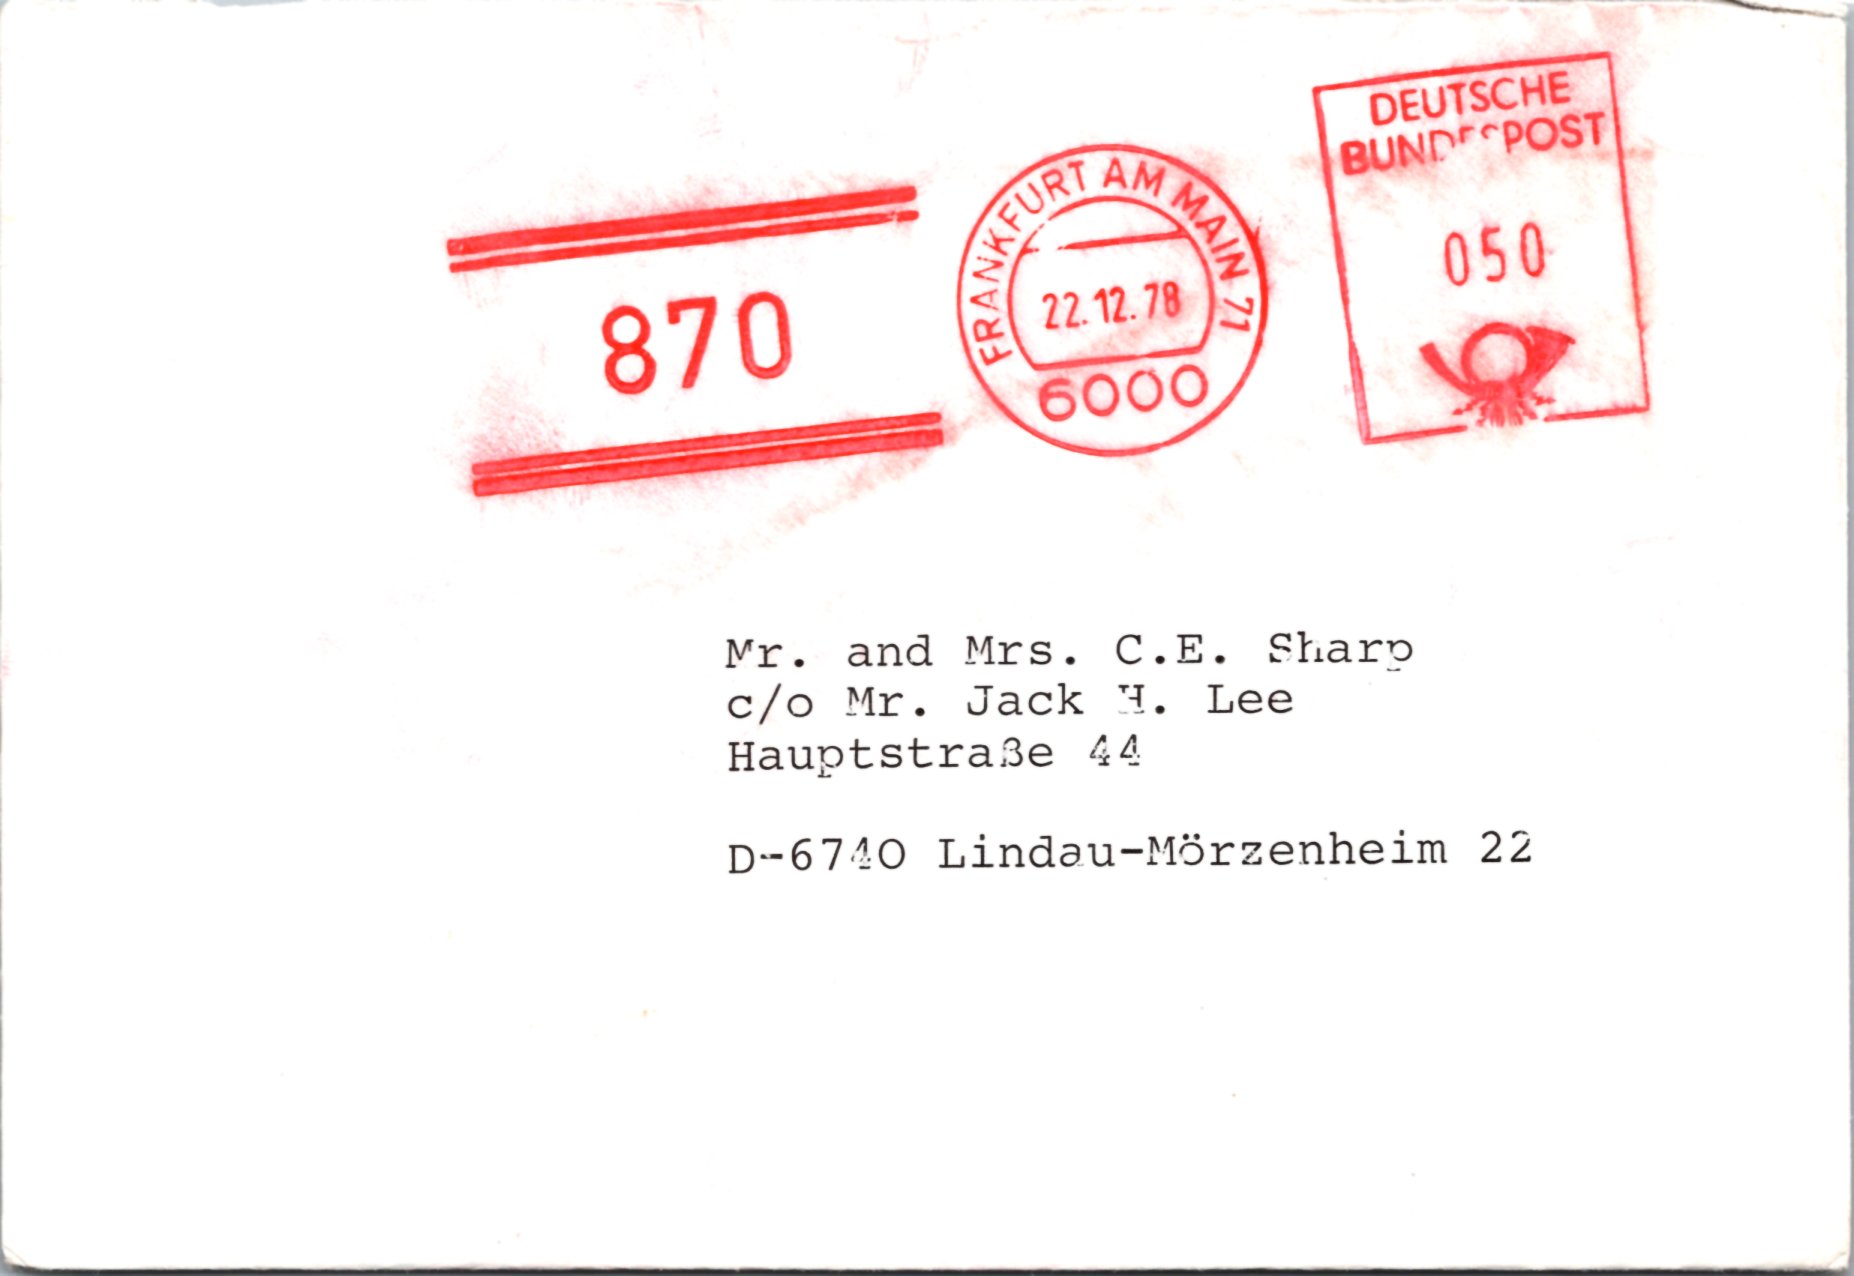 DEUTSCHE
BUNDESPOST
050
FRANKFURT AM MAIN 71
22.12.78
6000
870
Mr. and Mrs. C.E. Sharp
c/o Mr. Jack H. Lee
Hauptstraße 44
D-6740 Lindau-Mörzenheim 22